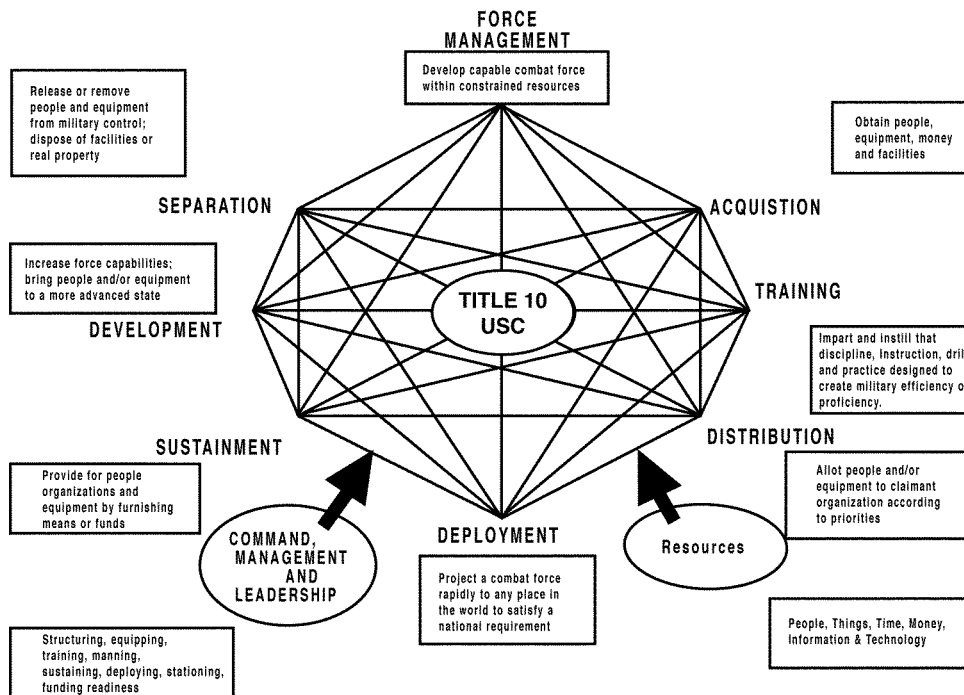 FORCE
MANAGEMENT
Develop capable combat force
within constrained resources
Release or remove
people and equipment
from military control;
dispose of facilities or
real property
Obtain people,
equipment, money
and facilities
SEPARATION
ACQUISTION
Increase force capabilities;
bring people and/or equipment
to a more advanced state
TITLE 10
USC
TRAINING
DEVELOPMENT
Impart and instill that
discipline, Instruction, dril
and practice designed to
create military efficiency o
proficiency.
SUSTAINMENT
DISTRIBUTION
Provide for people
organizations and
equipment by furnishing
means or funds
Allot people and/or
equipment to claimant
organization according
to priorities
COMMAND,
MANAGEMENT
AND
LEADERSHIP
DEPLOYMENT
Resources
Project a combat force
rapidly to any place in
the world to satisfy a
national requirement
Structuring, equipping,
training, manning,
sustaining, deploying, stationing,
funding readiness
People, Things, Time, Money,
Information & Technology